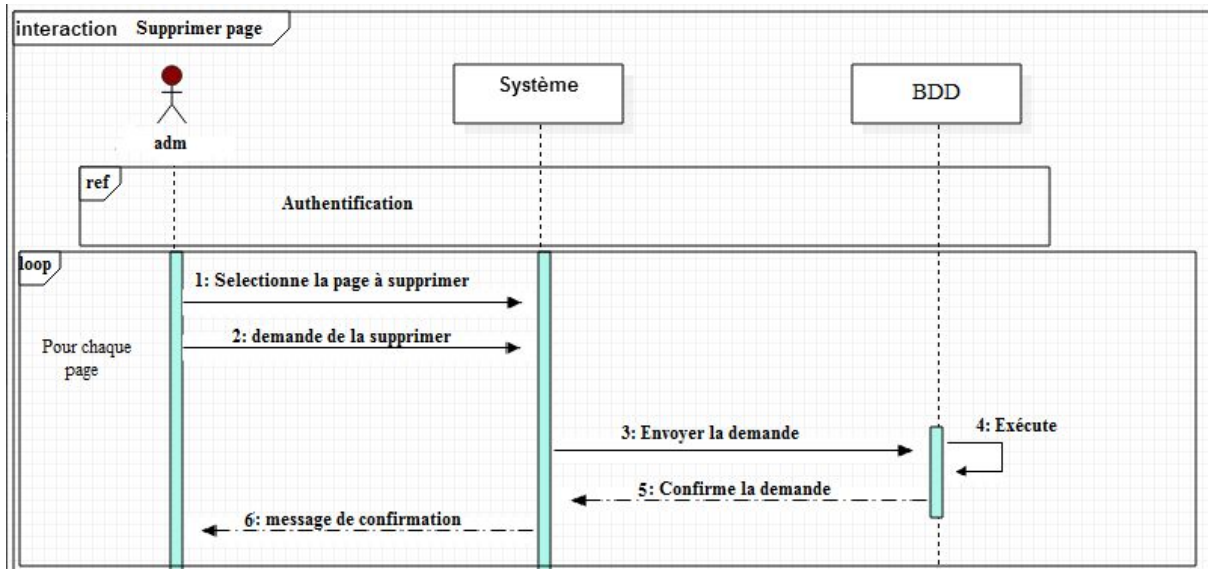 interaction Supprimer page
Système
BDD
adm
ref
Authentification
loop
1: Selectionne la page à supprimer
2: demande de la supprimer
Pour chaque
page
3: Envoyer la demande
4: Exécute
5: Confirme la demande
6: message de confirmation